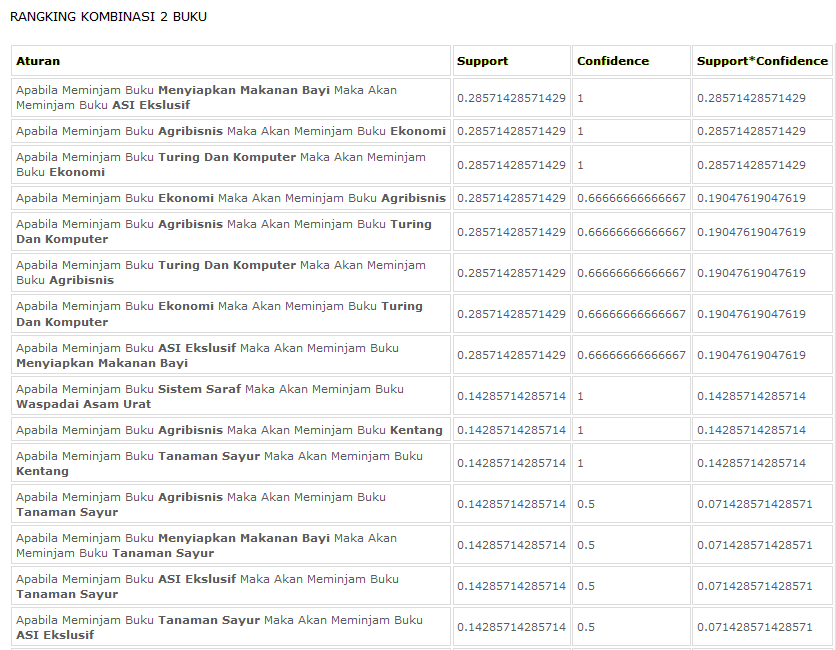 RANGKING KOMBINASI 2 BUKU
Aturan Support Confidence Support*Confidence
Apabila Meminjam Buku Menyiapkan Makanan Bayi Maka Akan
Meminjam Buku ASI Ekslusif
0.28571428571429 1 0.28571428571429
Apabila Meminjam Buku Agribisnis Maka Akan Meminjam Buku Ekonomi 0.28571428571429 1 0.28571428571429
Apabila Meminjam Buku Turing Dan Komputer Maka Akan Meminjam
Buku Ekonomi
0.28571428571429 1 0.28571428571429
Apabila Meminjam Buku Ekonomi Maka Akan Meminjam Buku Agribisnis 0.28571428571429 0.66666666666667 0.19047619047619
Apabila Meminjam Buku Agribisnis Maka Akan Meminjam Buku Turing
Dan Komputer
0.28571428571429 0.66666666666667 0.19047619047619
Apabila Meminjam Buku Turing Dan Komputer Maka Akan Meminjam
Buku Agribisnis
0.28571428571429 0.66666666666667 0.19047619047619
Apabila Meminjam Buku Ekonomi Maka Akan Meminjam Buku Turing
Dan Komputer
0.28571428571429 0.66666666666667 0.19047619047619
Apabila Meminjam Buku ASI Ekslusif Maka Akan Meminjam Buku
Menyiapkan Makanan Bayi
0.28571428571429 0.66666666666667 0.19047619047619
Apabila Meminjam Buku Sistem Saraf Maka Akan Meminjam Buku
Waspadai Asam Urat
0.14285714285714 1 0.14285714285714
Apabila Meminjam Buku Agribisnis Maka Akan Meminjam Buku Kentang 0.14285714285714 1 0.14285714285714
Apabila Meminjam Buku Tanaman Sayur Maka Akan Meminjam Buku
Kentang
0.14285714285714 1 0.14285714285714
Apabila Meminjam Buku Agribisnis Maka Akan Meminjam Buku
Tanaman Sayur
0.14285714285714 0.5 0.071428571428571
Apabila Meminjam Buku Menyiapkan Makanan Bayi Maka Akan
Meminjam Buku Tanaman Sayur
0.14285714285714 0.5 0.071428571428571
Apabila Meminjam Buku ASI Ekslusif Maka Akan Meminjam Buku
Tanaman Sayur
0.14285714285714 0.5 0.071428571428571
Apabila Meminjam Buku Tanaman Sayur Maka Akan Meminjam Buku
ASI Ekslusif
0.14285714285714 0.5 0.071428571428571